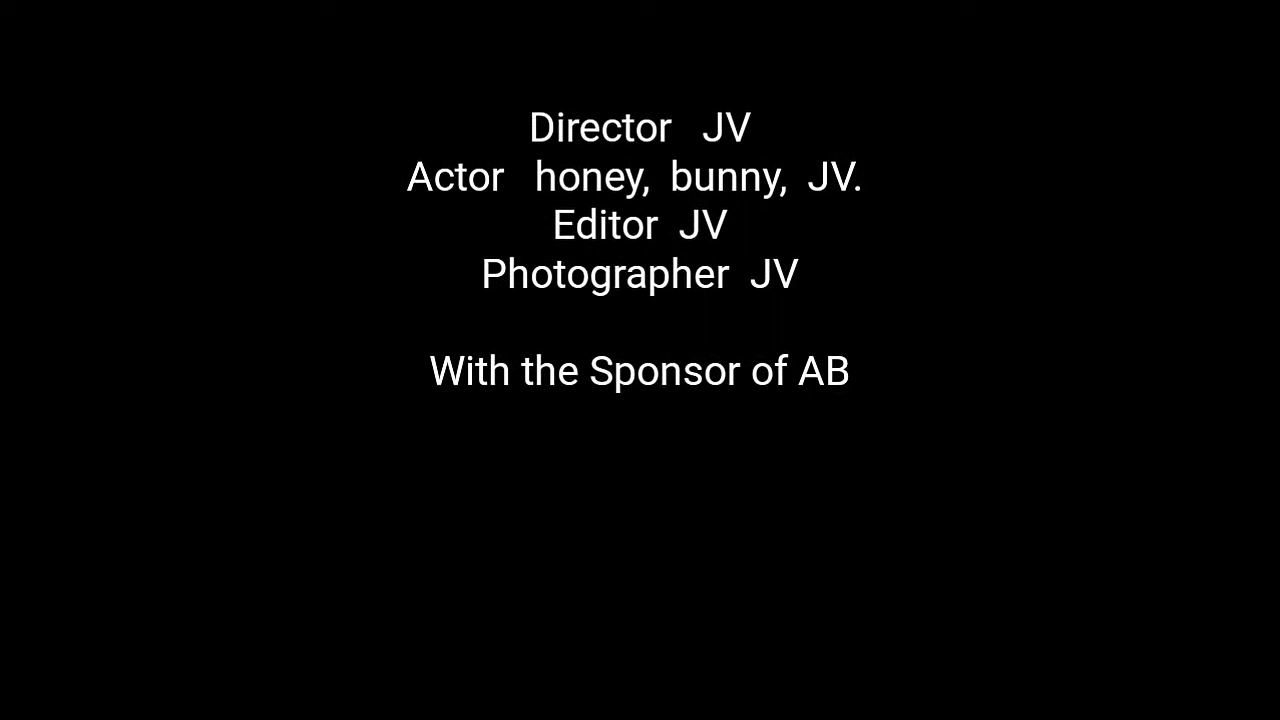 Director JV
Actor honey, bunny, JV.
Editor JV
Photographer JV
With the Sponsor of AB